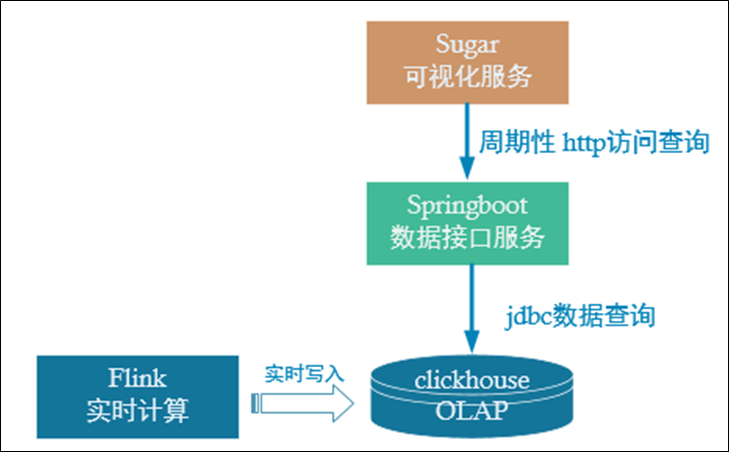 Sugar
可视化服务
周期性 http访问查询
Springboot
数据接口服务
jdbc数据查询
Flink
实时计算
实时写入
clickhouse
OLAP